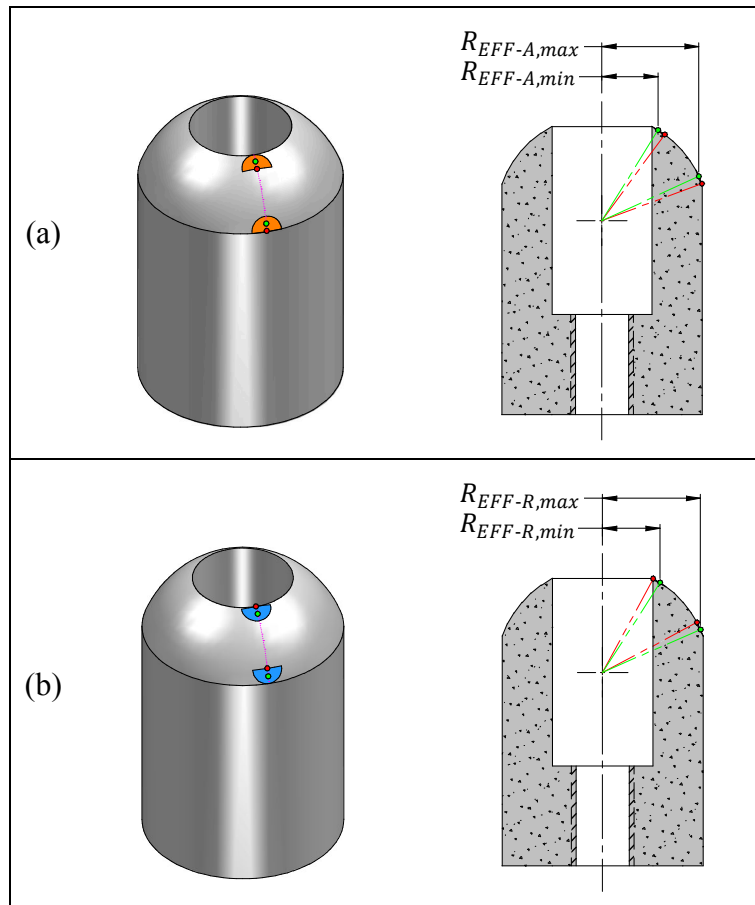 R_{EFF-A,max}
R_{EFF-A,min}
(a)
R_{EFF-R,max}
R_{EFF-R,min}
(b)